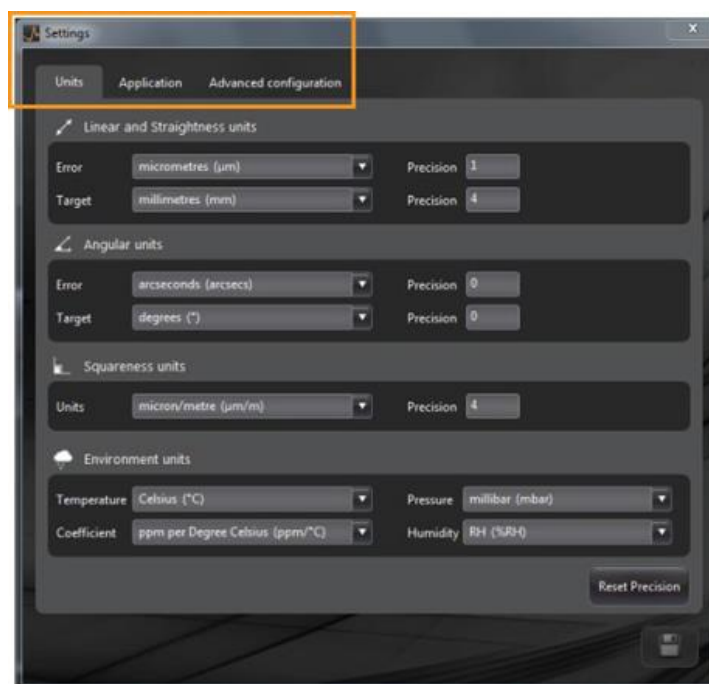 Settings
x
Units Application Advanced configuration
Linear and Straightness units
Error micrometres (μm) Precision 1
Target millimetres (mm) Precision 4
Angular units
Error arcseconds (arcsecs) Precision 0
Target degrees (°) Precision 0
Squareness units
Units micron/metre (μm/m) Precision 4
Environment units
Temperature Celsius (°C) Pressure millibar (mbar)
Coefficient ppm per Degree Celsius (ppm/°C) Humidity RH (%RH)
Reset Precision